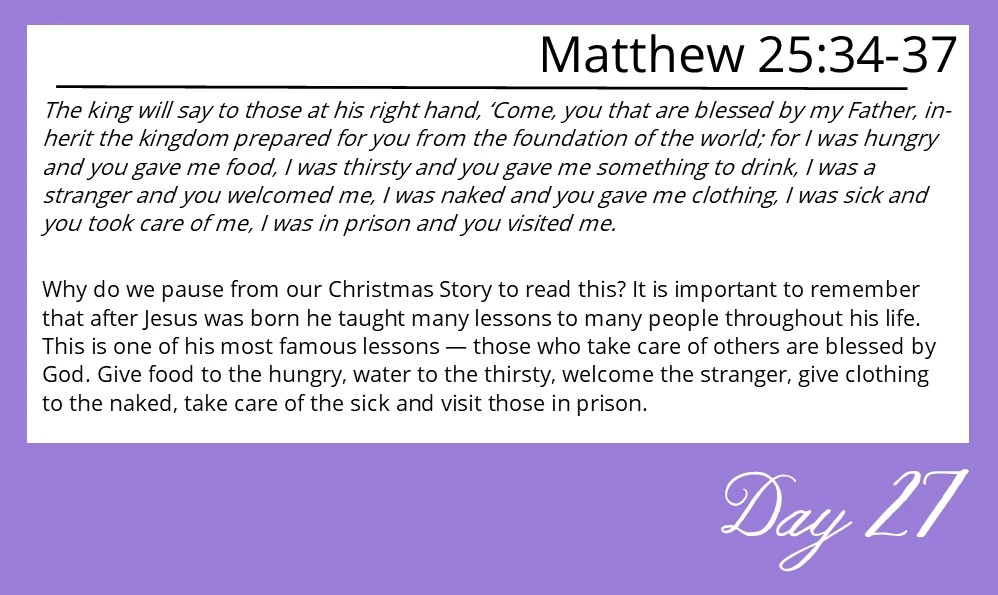 Matthew 25:34-37
The king will say to those at his right hand, ‘Come, you that are blessed by my Father, in-
herit the kingdom prepared for you from the foundation of the world; for I was hungry
and you gave me food, I was thirsty and you gave me something to drink, I was a
stranger and you welcomed me, I was naked and you gave me clothing, I was sick and
you took care of me, I was in prison and you visited me.
Why do we pause from our Christmas Story to read this? It is important to remember
that after Jesus was born he taught many lessons to many people throughout his life.
This is one of his most famous lessons — those who take care of others are blessed by
God. Give food to the hungry, water to the thirsty, welcome the stranger, give clothing
to the naked, take care of the sick and visit those in prison.
Day 27